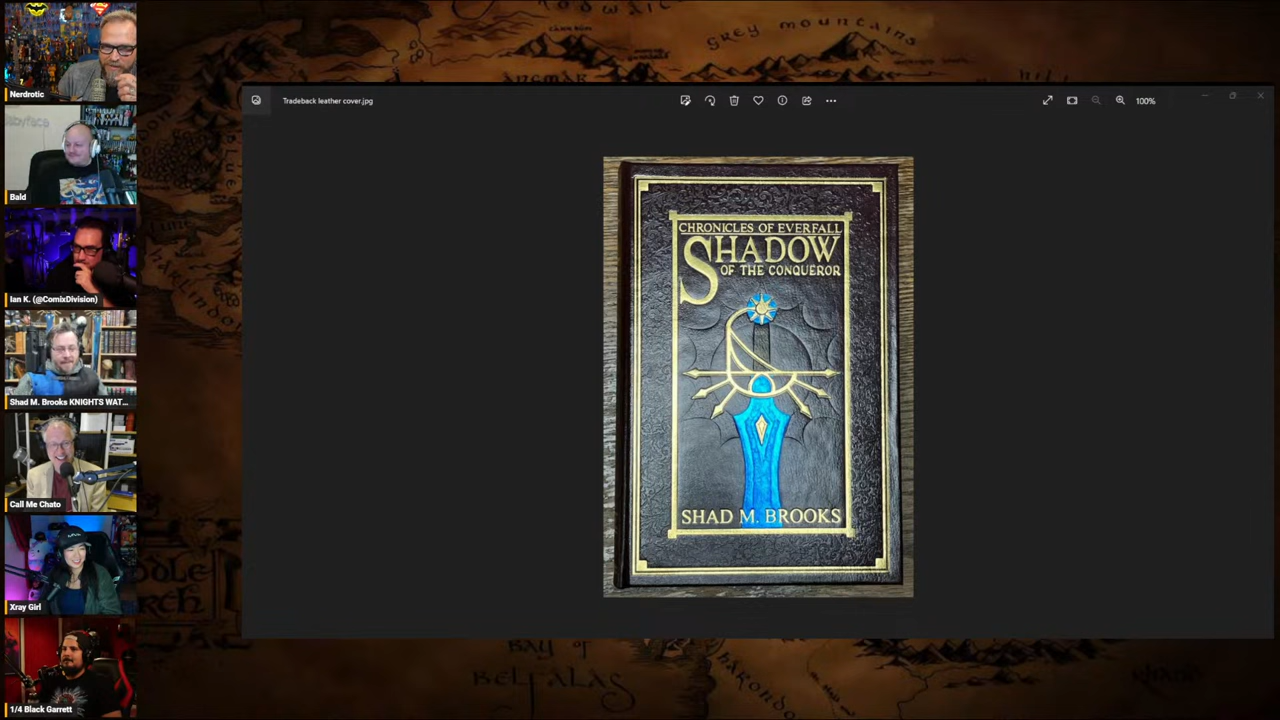 Nerdrotic
Bald
Ian K. (@ComixDivision)
Shad M. Brooks KNIGHTS WAT...
Call Me Chato
Xray Girl
1/4 Black Garrett
GREY MOUNTAINS
ANGMAR
Tradeback leather cover.jpg
100%
CHRONICLES OF EVERFALL
SHADOW
OF THE CONQUEROR
SHAD M. BROOKS
BAY OF
BELFALAS